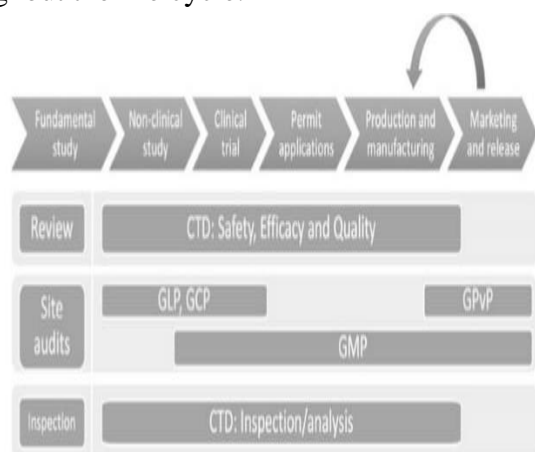 Fundamental
study
Non-clinical
study
Clinical
trial
Permit
applications
Production and
manufacturing
Marketing
and release
Review
CTD: Safety, Efficacy and Quality
Site
audits
GLP, GCP
GPvP
GMP
Inspection
CTD: Inspection/analysis